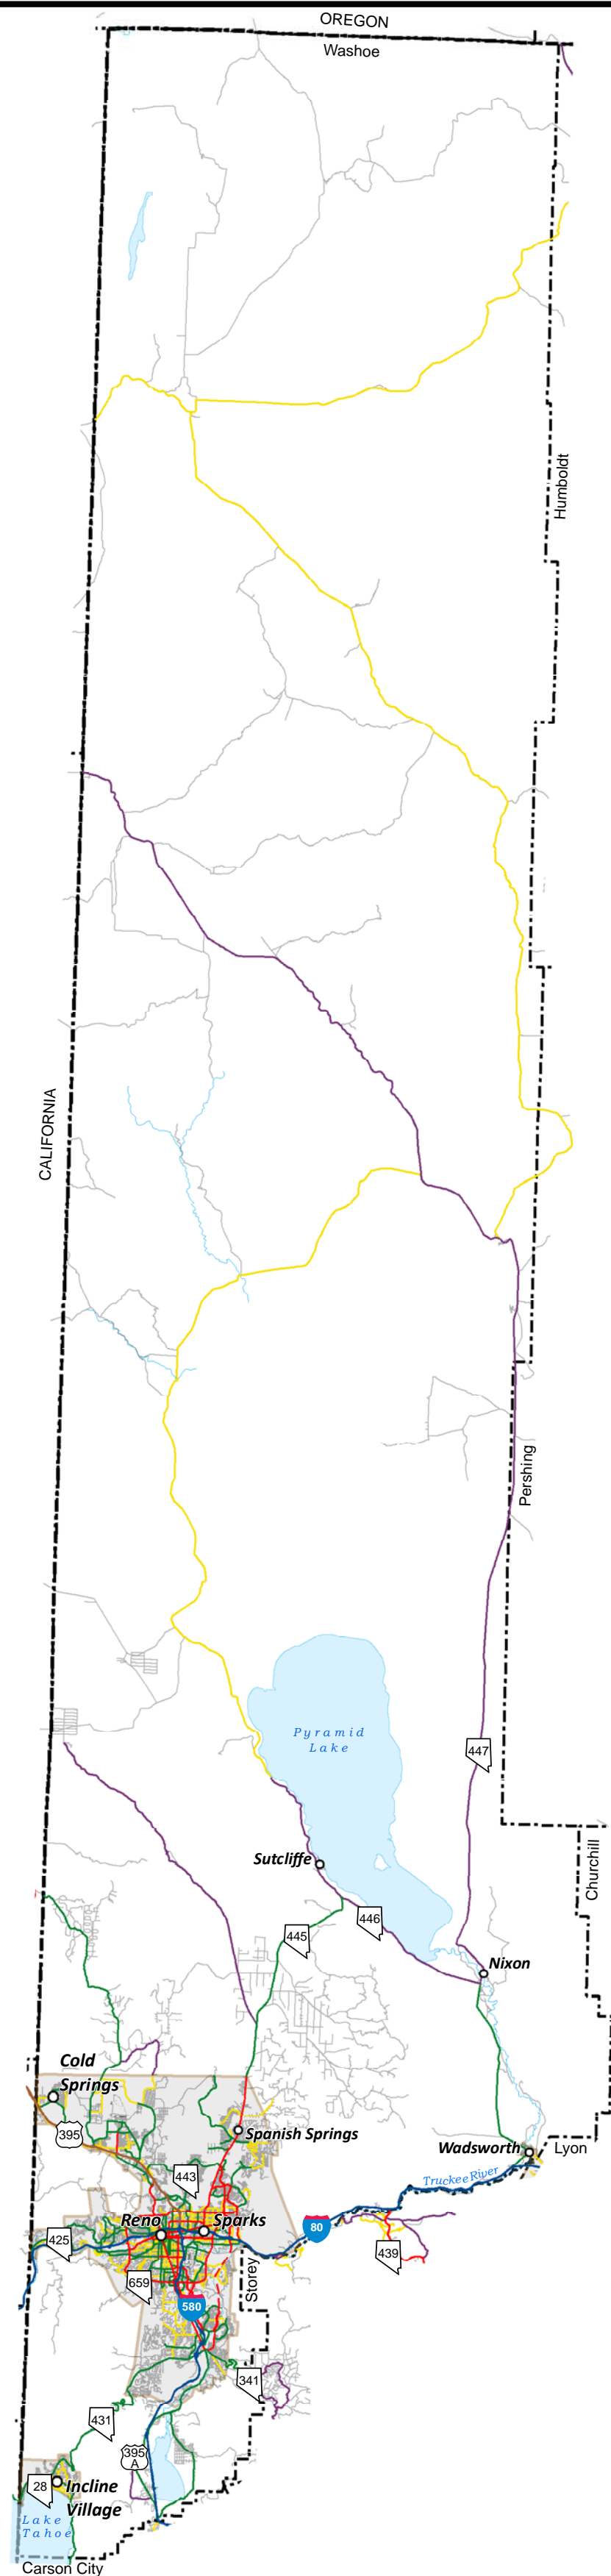 OREGON
Washoe
Humboldt
CALIFORNIA
Pershing
Pyramid
Lake
447
Churchill
Sutcliffe
446
445
Nixon
Cold
Springs
395
Spanish Springs
Wadsworth
Lyon
Truckee River
443
Reno
Sparks
80
425
439
659
Storey
580
341
431
395
A
28
Incline
Village
Lake
Tahoe
Carson City